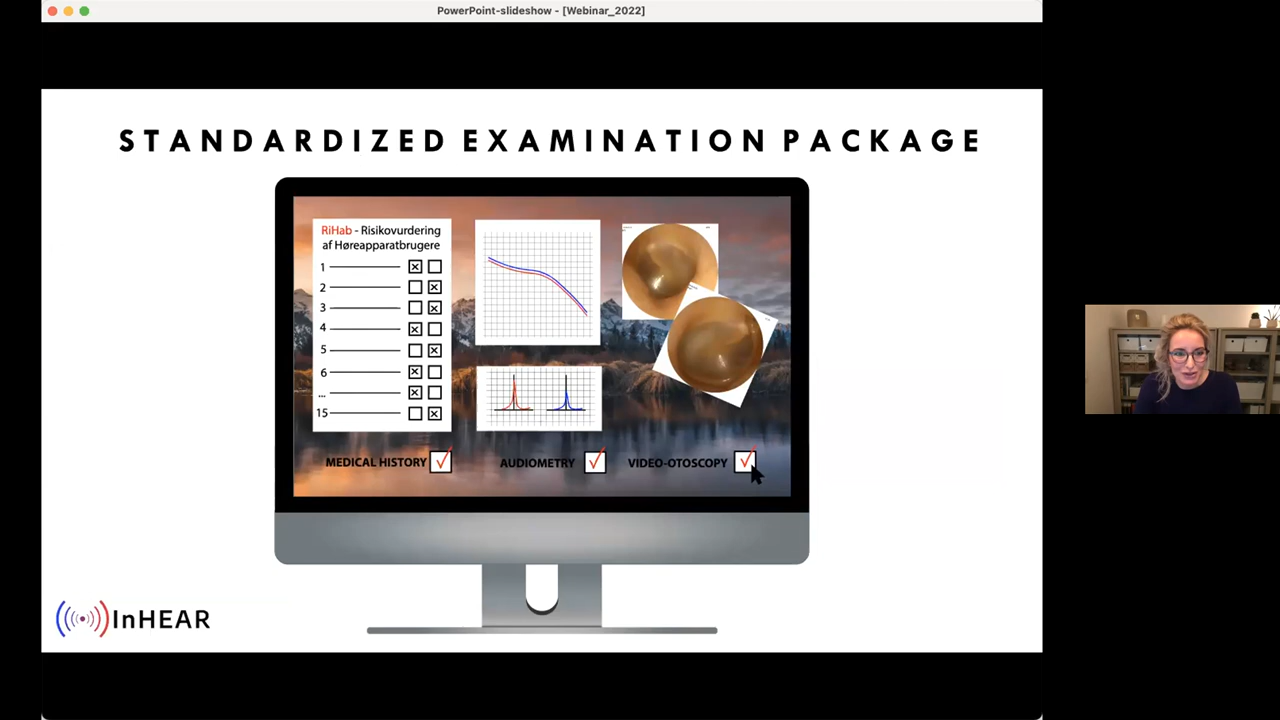 PowerPoint-slideshow - [Webinar_2022]
STANDARDIZED EXAMINATION PACKAGE
RiHab - Risikovurdering
af Høreapparatbrugere
1
2
3
4
5
6
...
15
MEDICAL HISTORY
AUDIOMETRY
VIDEO-OTOSCOPY
InHEAR